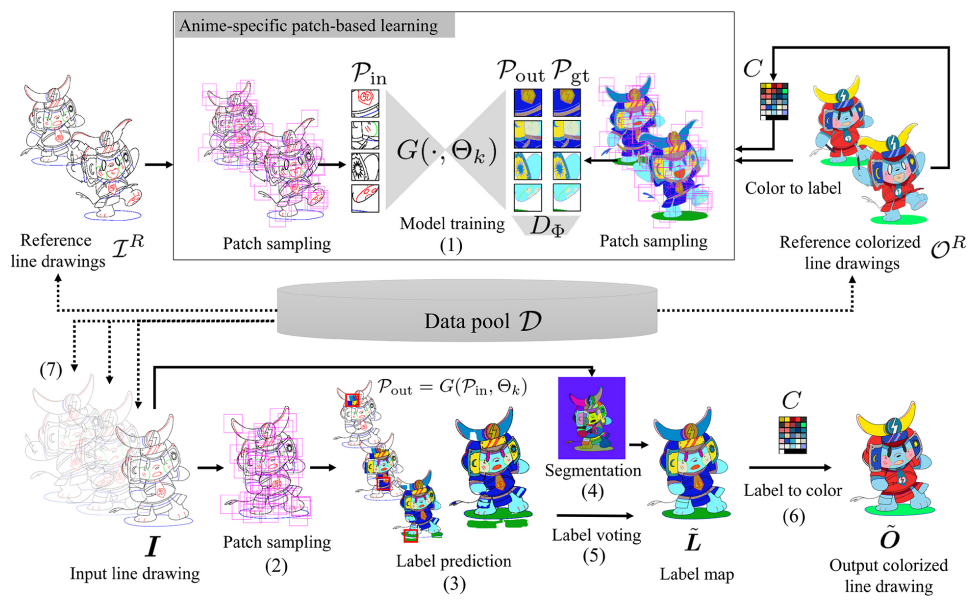 Anime-specific patch-based learning
𝒫in
𝒫out 𝒫gt
C
G(·, Θk)
Color to label
Model training
(1)
DΦ
Patch sampling
Patch sampling
Reference
line drawings ℐ^R
Reference colorized
line drawings 𝒪^R
Data pool 𝒟
(7)
𝒫out = G(𝒫in, Θk)
C
Segmentation
(4)
Label to color
(6)
Label voting
(5)
I
Input line drawing
Patch sampling
(2)
Label prediction
(3)
L̃
Label map
Õ
Output colorized
line drawing